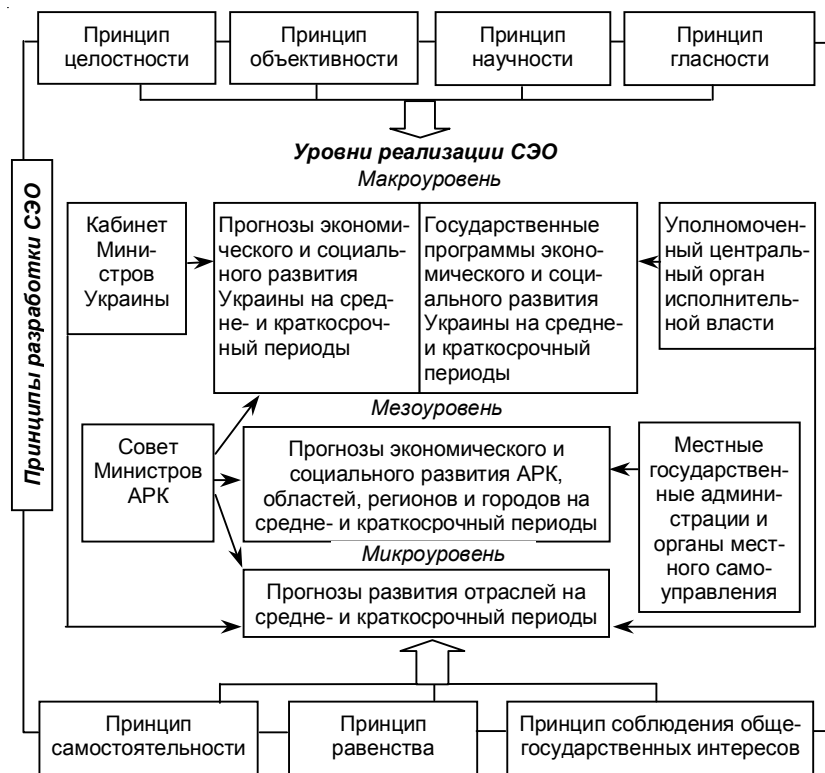 Принцип
целостности
Принцип
объективности
Принцип
научности
Принцип
гласности
Принципы разработки СЭО
Уровни реализации СЭО
Макроуровень
Кабинет
Мини-
стров
Украины
Прогнозы экономи-
ческого и социаль-
ного развития
Украины на сред-
не- и краткосроч-
ный периоды
Государственные
программы эконо-
мического и соци-
ального развития
Украины на средне-
и краткосрочный
периоды
Уполномочен-
ный централь-
ный орган
исполнитель-
ной власти
Мезоуровень
Совет
Министров
АРК
Прогнозы экономического и
социального развития АРК,
областей, регионов и городов на
средне- и краткосрочный периоды
Местные
государствен-
ные админи-
страции и
органы мест-
ного само-
управления
Микроуровень
Прогнозы развития отраслей на
средне- и краткосрочный периоды
Принцип
самостоятельности
Принцип
равенства
Принцип соблюдения обще-
государственных интересов